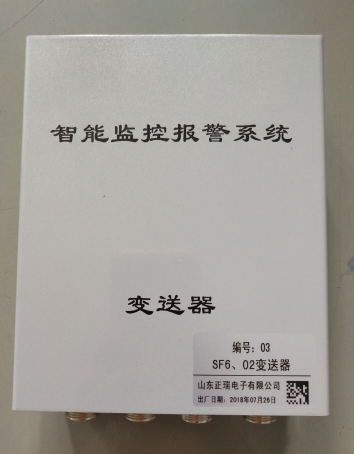 智能监控报警系统
变送器
编号：03
SF6、O2变送器
山东正瑞电子有限公司
出厂日期：2018年07月26日